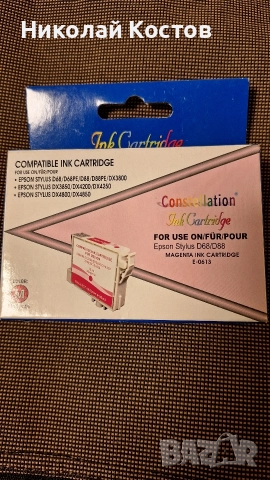 Николай Костов
Ink Cartridge
COMPATIBLE INK CARTRIDGE
FOR USE ON/FÜR/POUR
• EPSON STYLUS D68/D68PE/D88/D88PE/DX3800
• EPSON STYLUS DX3850/DX4200/DX4250
• EPSON STYLUS DX4800/DX4850
Constellation
Ink Cartridge
FOR USE ON/FÜR/POUR
Epson Stylus D68/D88
MAGENTA INK CARTRIDGE
E-0613
BAZAR